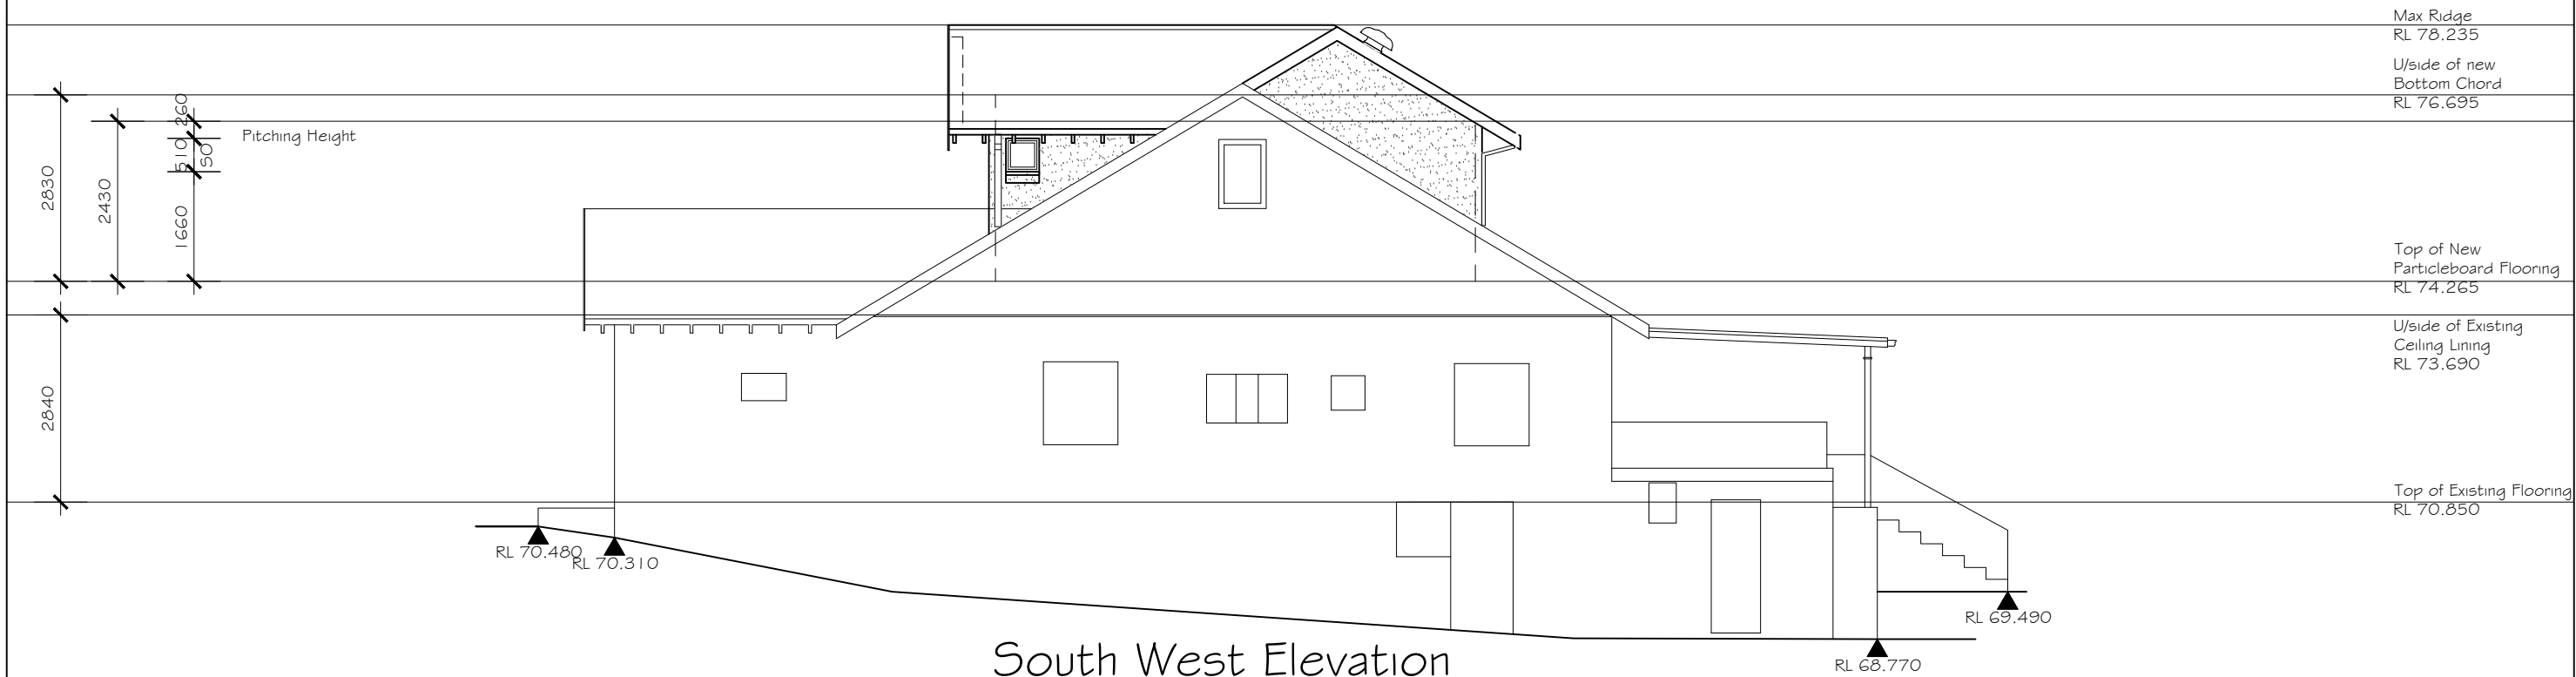 Max Ridge
RL 78.235
U/side of new
Bottom Chord
RL 76.695
260
Pitching Height
510
150
2830
2430
1660
Top of New
Particleboard Flooring
RL 74.265
U/side of Existing
Ceiling Lining
RL 73.690
2840
Top of Existing Flooring
RL 70.850
RL 70.480
RL 70.310
RL 69.490
RL 68.770
South West Elevation